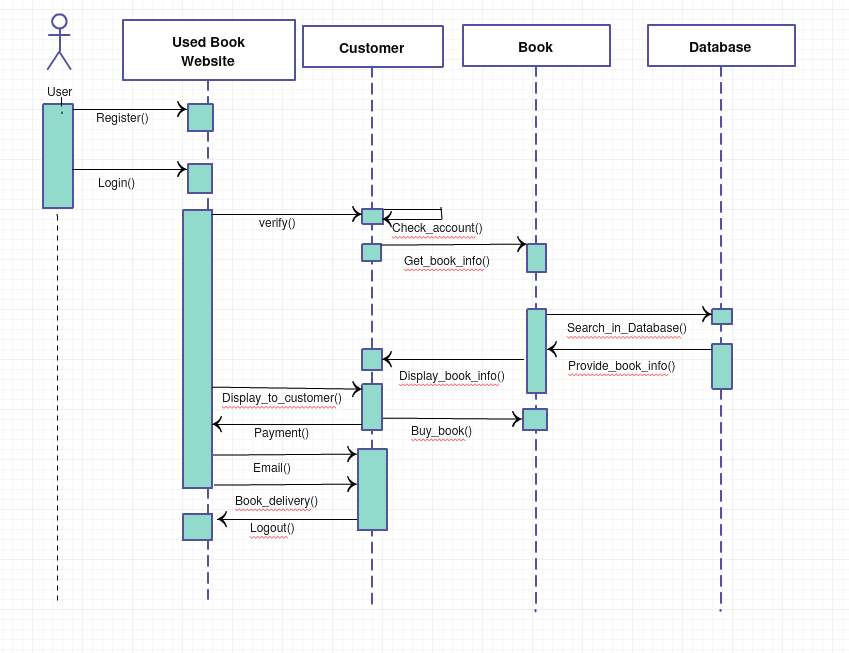 Used Book
Website
Customer
Book
Database
User
Register()
Login()
verify()
Check_account()
Get_book_info()
Search_in_Database()
Provide_book_info()
Display_book_info()
Display_to_customer()
Buy_book()
Payment()
Email()
Book_delivery()
Logout()